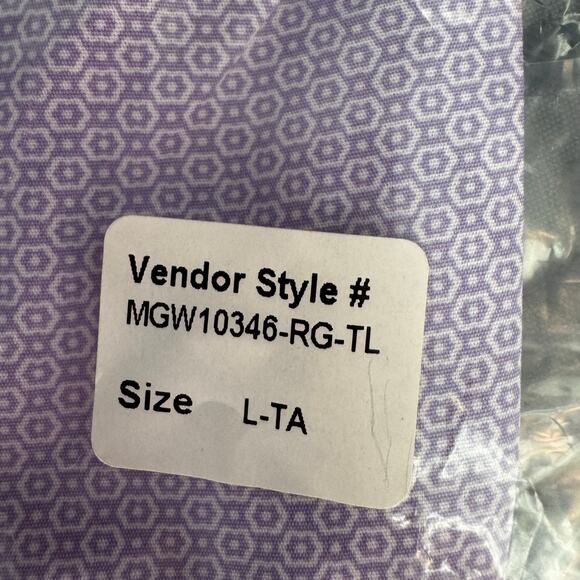 Vendor Style #
MGW10346-RG-TL
Size L-TA